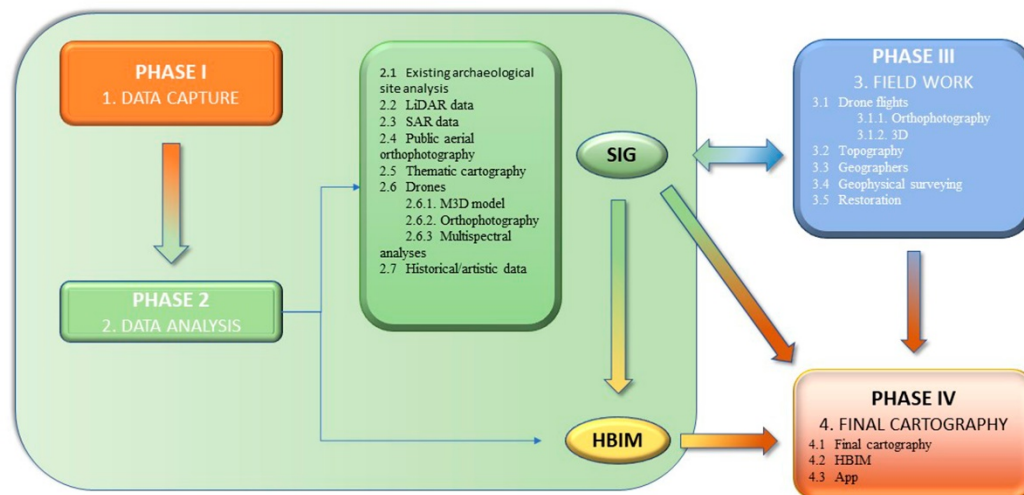 PHASE I
1. DATA CAPTURE
PHASE 2
2. DATA ANALYSIS
2.1 Existing archaeological
site analysis
2.2 LiDAR data
2.3 SAR data
2.4 Public aerial
orthophotography
2.5 Thematic cartography
2.6 Drones
2.6.1. M3D model
2.6.2. Orthophotography
2.6.3 Multispectral
analyses
2.7 Historical/artistic data
SIG
HBIM
PHASE III
3. FIELD WORK
3.1 Drone flights
3.1.1. Orthophotography
3.1.2. 3D
3.2 Topography
3.3 Geographers
3.4 Geophysical surveying
3.5 Restoration
PHASE IV
4. FINAL CARTOGRAPHY
4.1 Final cartography
4.2 HBIM
4.3 App